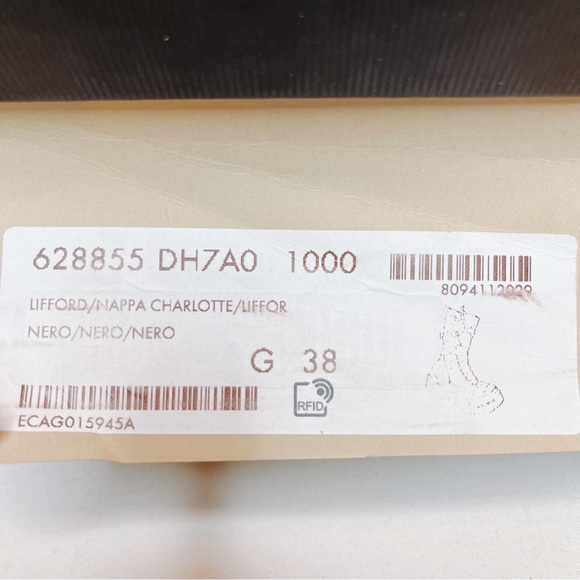 628855 DH7A0 1000
8094112029
LIFFORD/NAPPA CHARLOTTE/LIFFOR
NERO/NERO/NERO
G 38
RFID
ECAG015945A